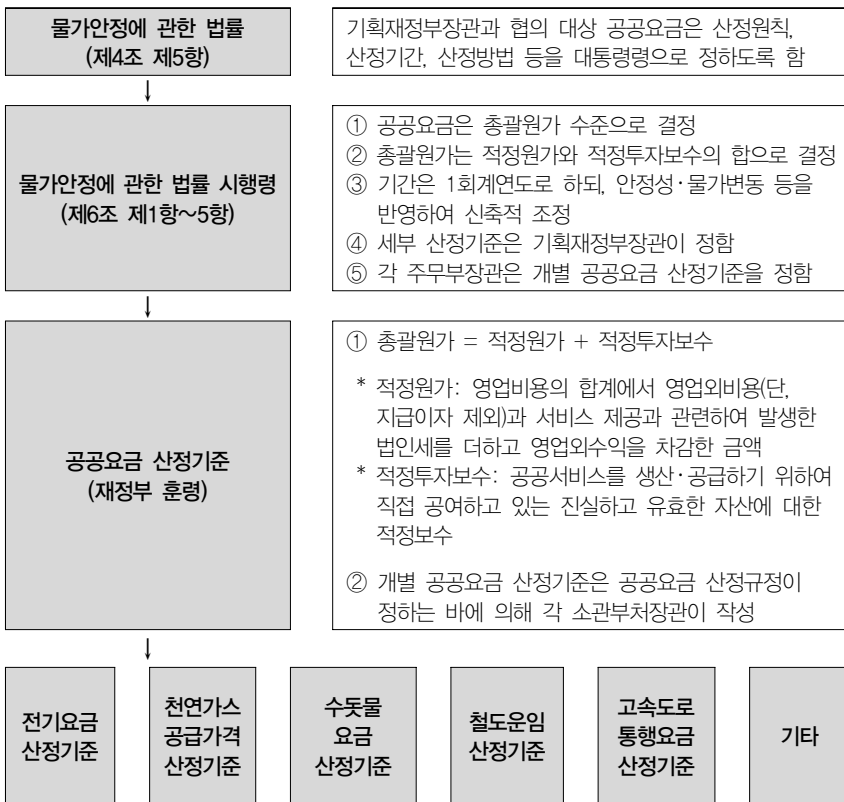 물가안정에 관한 법률
(제4조 제5항)
기획재정부장관과 협의 대상 공공요금은 산정원칙,
산정기간, 산정방법 등을 대통령령으로 정하도록 함
물가안정에 관한 법률 시행령
(제6조 제1항~5항)
① 공공요금은 총괄원가 수준으로 결정
② 총괄원가는 적정원가와 적정투자보수의 합으로 결정
③ 기간은 1회계연도로 하되, 안정성·물가변동 등을
반영하여 신축적 조정
④ 세부 산정기준은 기획재정부장관이 정함
⑤ 각 주무부장관은 개별 공공요금 산정기준을 정함
공공요금 산정기준
(재정부 훈령)
① 총괄원가 = 적정원가 + 적정투자보수
* 적정원가: 영업비용의 합계에서 영업외비용(단,
지급이자 제외)과 서비스 제공과 관련하여 발생한
법인세를 더하고 영업외수익을 차감한 금액
* 적정투자보수: 공공서비스를 생산·공급하기 위하여
직접 공여하고 있는 진실하고 유효한 자산에 대한
적정보수
② 개별 공공요금 산정기준은 공공요금 산정규정이
정하는 바에 의해 각 소관부처장관이 작성
전기요금
산정기준
천연가스
공급가격
산정기준
수돗물
요금
산정기준
철도운임
산정기준
고속도로
통행요금
산정기준
기타